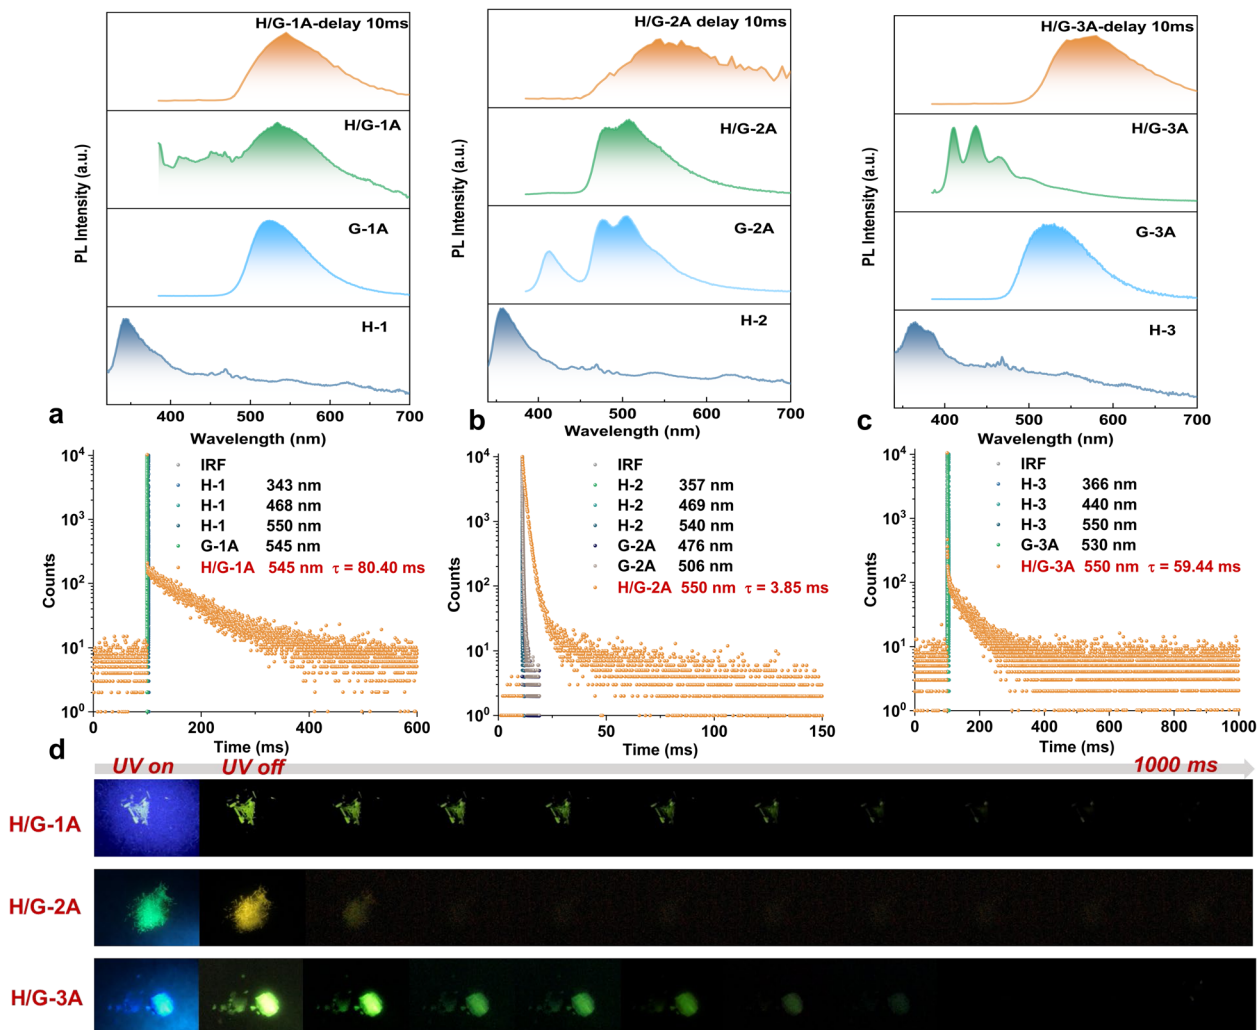 H/G-1A-delay 10ms
H/G-1A
G-1A
H-1
PL Intensity (a.u.)
400 500 600 700
Wavelength (nm)
a
H/G-2A delay 10ms
H/G-2A
G-2A
H-2
PL Intensity (a.u.)
400 500 600 700
Wavelength (nm)
b
H/G-3A-delay 10ms
H/G-3A
G-3A
H-3
PL Intensity (a.u.)
400 500 600 700
Wavelength (nm)
c
10⁴
10³
10²
10¹
10⁰
Counts
IRF
H-1 343 nm
H-1 468 nm
H-1 550 nm
G-1A 545 nm
H/G-1A 545 nm τ = 80.40 ms
0 200 400 600
Time (ms)
10⁴
10³
10²
10¹
10⁰
Counts
IRF
H-2 357 nm
H-2 469 nm
H-2 540 nm
G-2A 476 nm
G-2A 506 nm
H/G-2A 550 nm τ = 3.85 ms
0 50 100 150
Time (ms)
10⁴
10³
10²
10¹
10⁰
Counts
IRF
H-3 366 nm
H-3 440 nm
H-3 550 nm
G-3A 530 nm
H/G-3A 550 nm τ = 59.44 ms
0 200 400 600 800 1000
Time (ms)
d
UV on UV off 1000 ms
H/G-1A
H/G-2A
H/G-3A